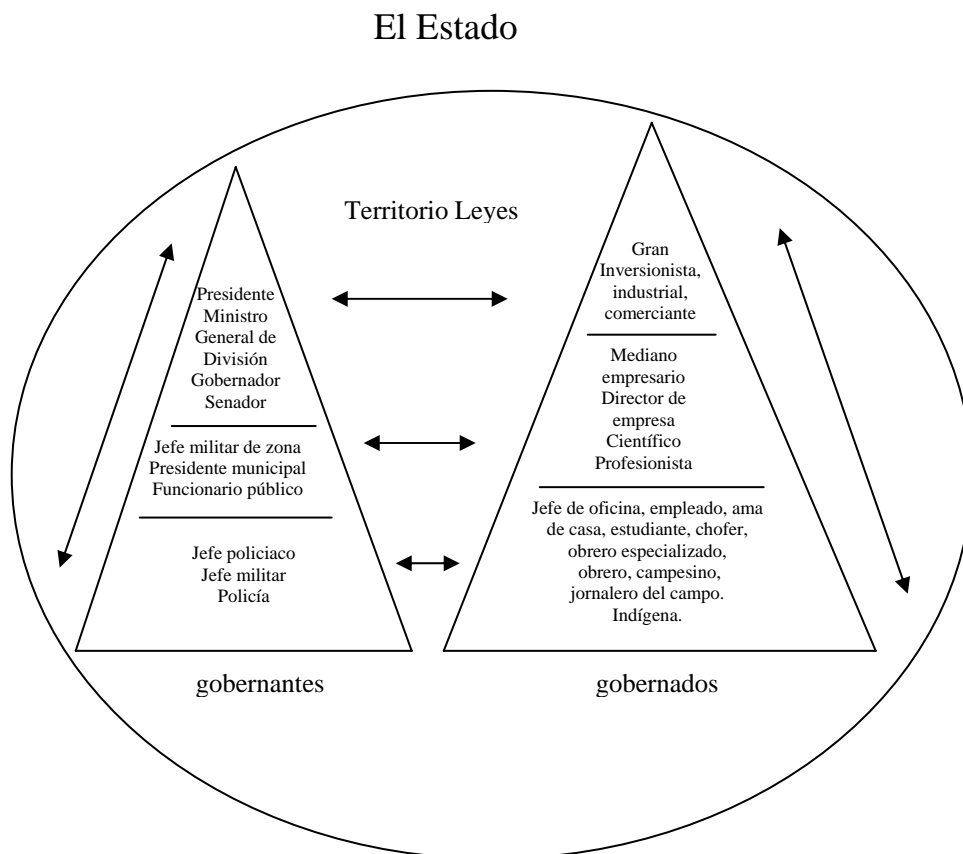 El Estado
Territorio Leyes
Presidente
Ministro
General de
División
Gobernador
Senador
Jefe militar de zona
Presidente municipal
Funcionario público
Jefe policiaco
Jefe militar
Policía
gobernantes
Gran
Inversionista,
industrial,
comerciante
Mediano
empresario
Director de
empresa
Científico
Profesionista
Jefe de oficina, empleado, ama
de casa, estudiante, chofer,
obrero especializado,
obrero, campesino,
jornalero del campo.
Indígena.
gobernados